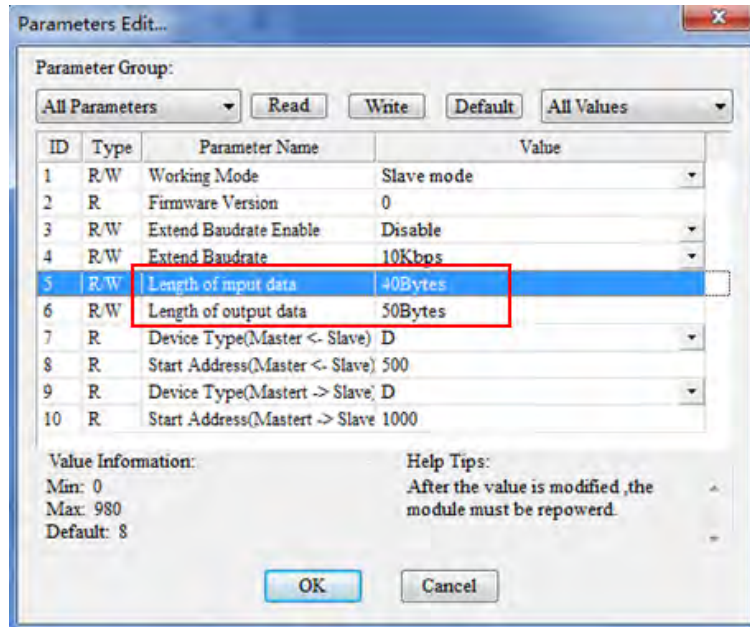 Parameters Edit...
Parameter Group:
All Parameters Read Write Default All Values
ID Type Parameter Name Value
1 R/W Working Mode Slave mode
2 R Firmware Version 0
3 R/W Extend Baudrate Enable Disable
4 R/W Extend Baudrate 10Kbps
5 R/W Length of input data 40Bytes
6 R/W Length of output data 50Bytes
7 R Device Type(Master <- Slave) D
8 R Start Address(Master <- Slave) 500
9 R Device Type(Mastert -> Slave) D
10 R Start Address(Mastert -> Slave 1000
Value Information: Help Tips:
Min: 0 After the value is modified ,the
Max: 980 module must be repowerd.
Default: 8
OK Cancel